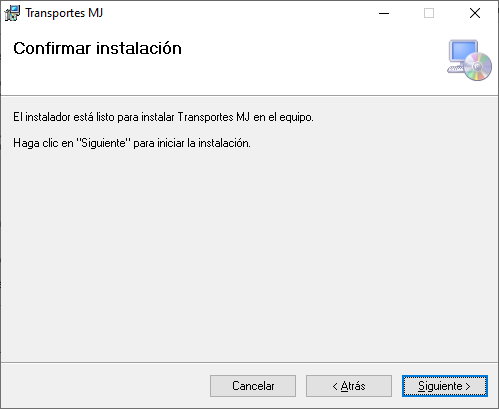 Transportes MJ
Confirmar instalación
El instalador está listo para instalar Transportes MJ en el equipo.
Haga clic en "Siguiente" para iniciar la instalación.
Cancelar
< Atrás
Siguiente >